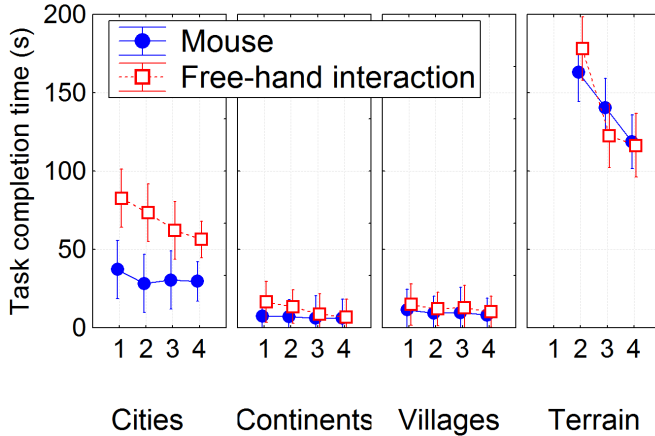 Task completion time (s)
200
150
100
50
0
Mouse
Free-hand interaction
1 2 3 4
1 2 3 4
1 2 3 4
1 2 3 4
Cities
Continents
Villages
Terrain